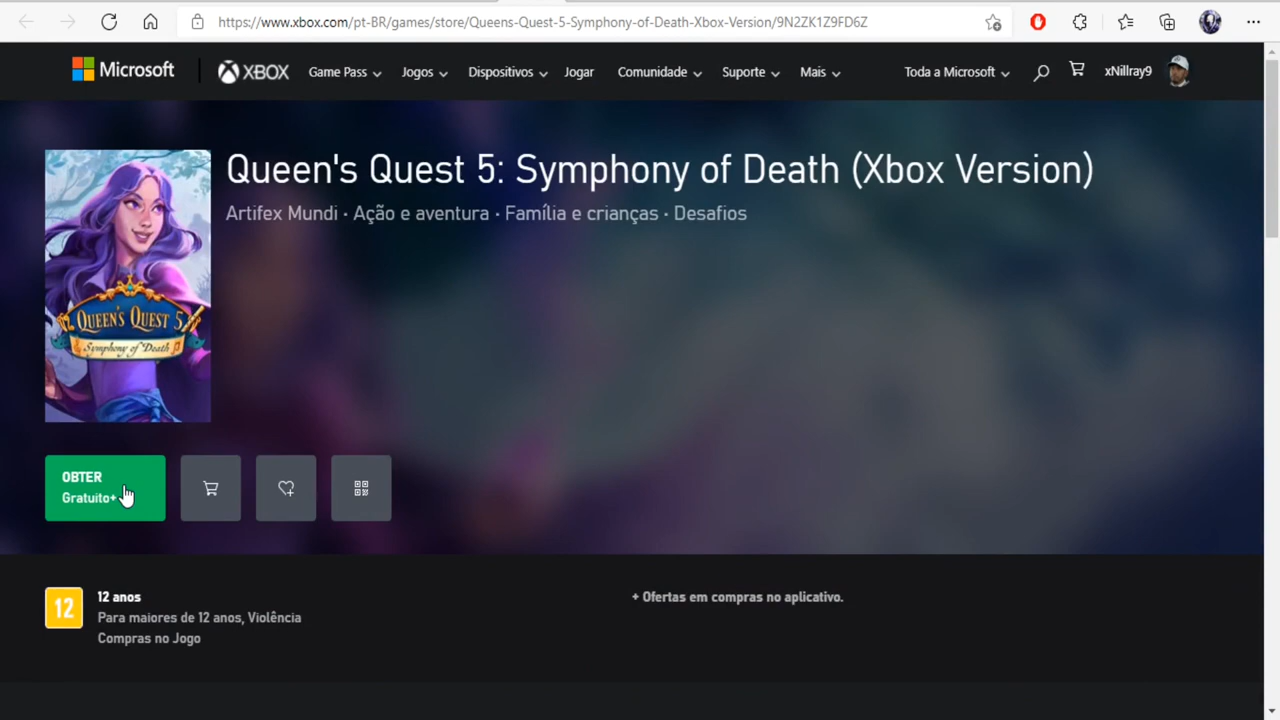 https://www.xbox.com/pt-BR/games/store/Queens-Quest-5-Symphony-of-Death-Xbox-Version/9N2ZK1Z9FD6Z
Microsoft XBOX Game Pass Jogos Dispositivos Jogar Comunidade Suporte Mais Toda a Microsoft xNillray9
Queen's Quest 5: Symphony of Death (Xbox Version)
Artifex Mundi · Ação e aventura · Família e crianças · Desafios
QUEEN'S QUEST 5
Symphony of Death
OBTER
Gratuito+
12
12 anos
Para maiores de 12 anos, Violência
Compras no Jogo
+ Ofertas em compras no aplicativo.